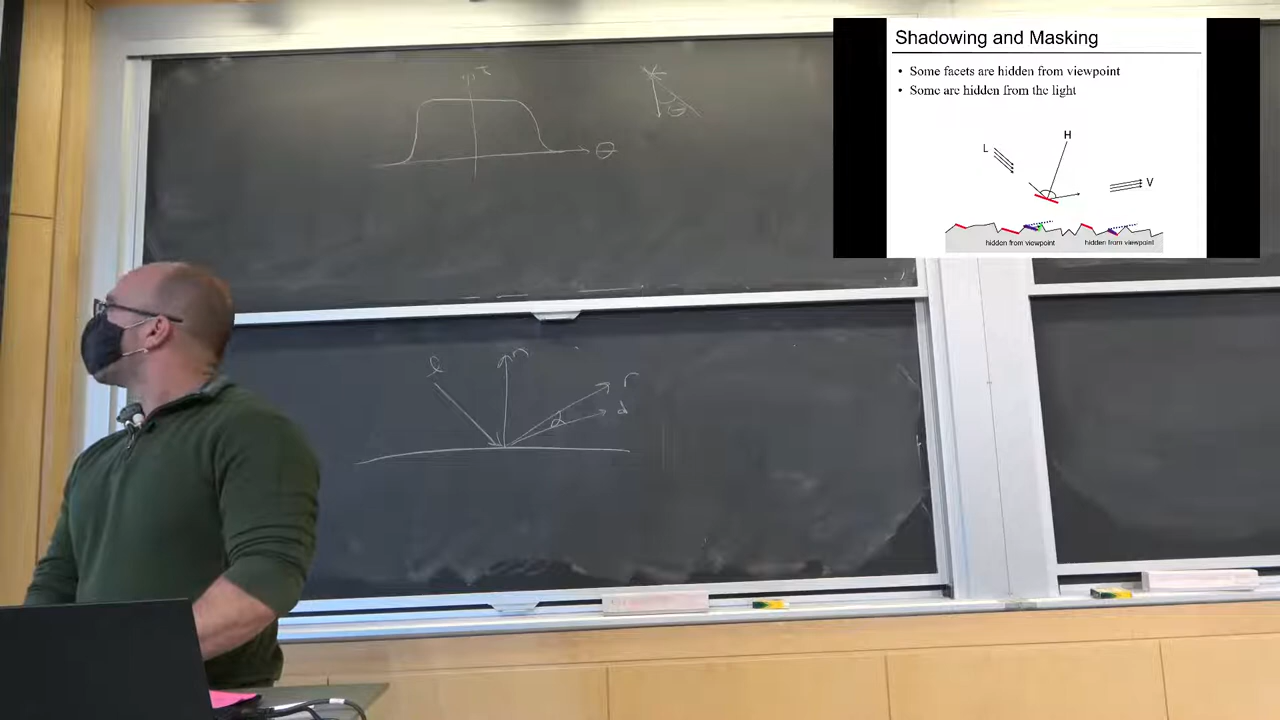 Shadowing and Masking
• Some facets are hidden from viewpoint
• Some are hidden from the light
H
L
V
hidden from viewpoint
hidden from viewpoint
I
θ
θ
l
n
r
d
α